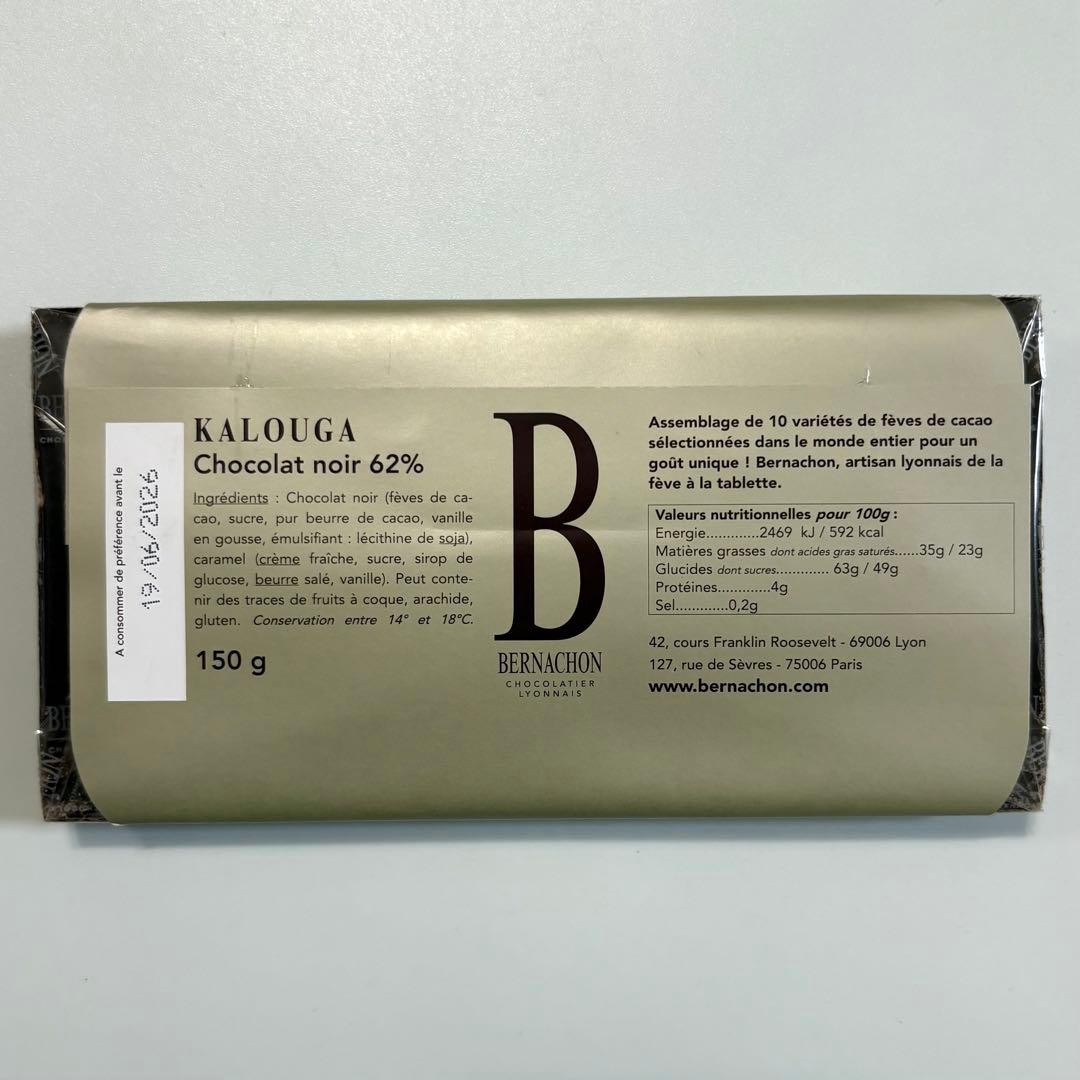 A consommer de préférence avant le
19/06/2026
KALOUGA
Chocolat noir 62%
Ingrédients : Chocolat noir (fèves de ca-
cao, sucre, pur beurre de cacao, vanille
en gousse, émulsifiant : lécithine de soja),
caramel (crème fraîche, sucre, sirop de
glucose, beurre salé, vanille). Peut conte-
nir des traces de fruits à coque, arachide,
gluten. Conservation entre 14° et 18°C.
150 g
B
BERNACHON
CHOCOLATIER
LYONNAIS
Assemblage de 10 variétés de fèves de cacao
sélectionnées dans le monde entier pour un
goût unique ! Bernachon, artisan lyonnais de la
fève à la tablette.
Valeurs nutritionnelles pour 100g :
Energie.............2469 kJ / 592 kcal
Matières grasses dont acides gras saturés......35g / 23g
Glucides dont sucres............. 63g / 49g
Protéines.............4g
Sel.............0,2g
42, cours Franklin Roosevelt - 69006 Lyon
127, rue de Sèvres - 75006 Paris
www.bernachon.com